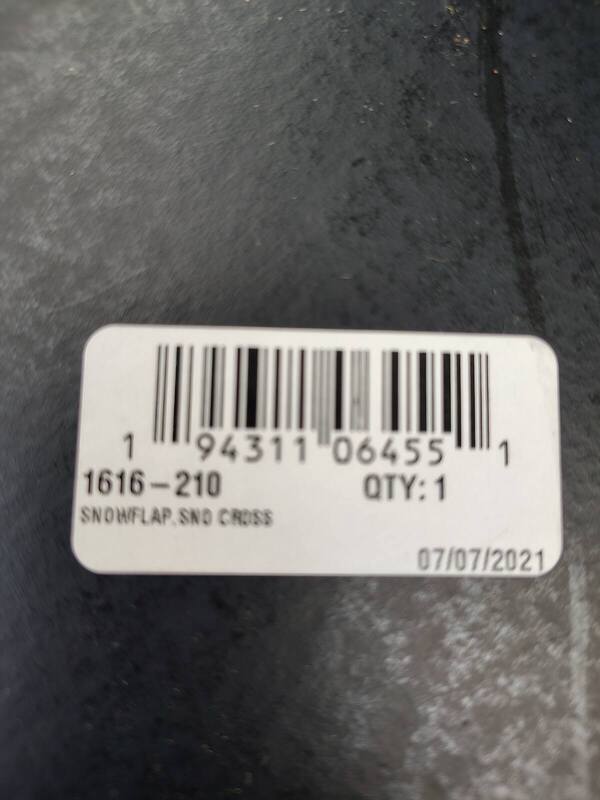 1 94311 06455 1
1616-210 QTY: 1
SNOWFLAP, SNO CROSS
07/07/2021